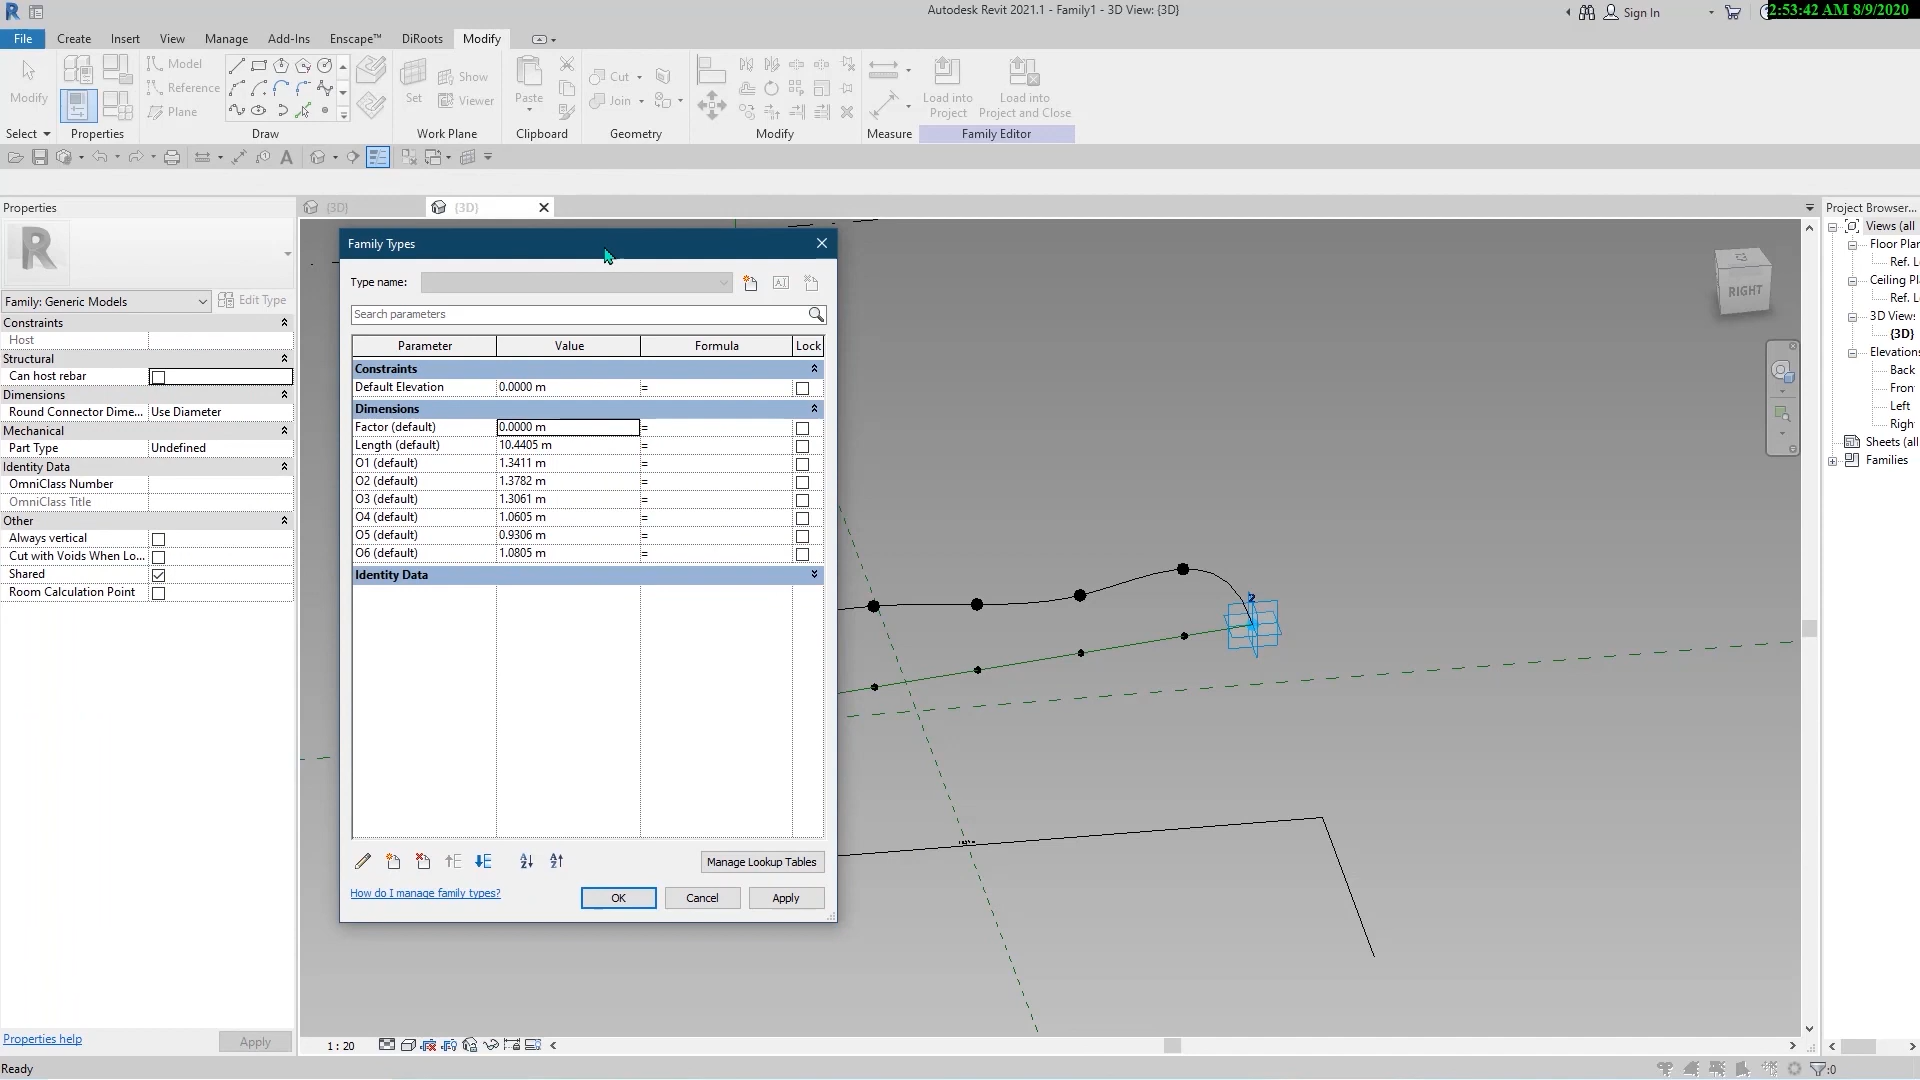 Autodesk Revit 2021.1 - Family1 - 3D View: {3D}
Sign In
2:53:42 AM 8/9/2020
File Create Insert View Manage Add-Ins Enscape™ DiRoots Modify
Modify
Model
Reference
Plane
Set
Show
Viewer
Paste
Cut
Join
Load into Project
Load into Project and Close
Select Properties Draw Work Plane Clipboard Geometry Modify Measure Family Editor
Properties
{3D}
{3D}
Project Browser...
R
Family: Generic Models
Edit Type
Constraints
Host
Structural
Can host rebar
Dimensions
Round Connector Dime... Use Diameter
Mechanical
Part Type Undefined
Identity Data
OmniClass Number
OmniClass Title
Other
Always vertical
Cut with Voids When Lo...
Shared
Room Calculation Point
Properties help
Apply
Family Types
Type name:
Search parameters
Parameter Value Formula Lock
Constraints
Default Elevation 0.0000 m =
Dimensions
Factor (default) 0.0000 m =
Length (default) 10.4405 m =
O1 (default) 1.3411 m =
O2 (default) 1.3782 m =
O3 (default) 1.3061 m =
O4 (default) 1.0605 m =
O5 (default) 0.9306 m =
O6 (default) 1.0805 m =
Identity Data
Manage Lookup Tables
How do I manage family types?
OK
Cancel
Apply
2
RIGHT
Views (all
Floor Plan
Ref. L
Ceiling Pl
Ref. L
3D Views
{3D}
Elevations
Back
Fron
Left
Righ
Sheets (all
Families
1 : 20
Ready
:0